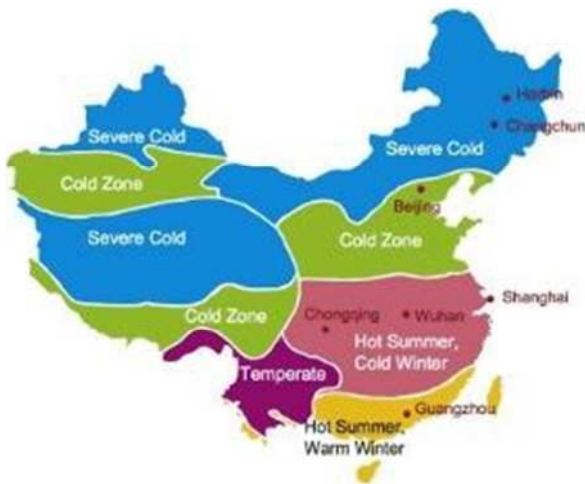 Harbin
Changchun
Severe Cold
Severe Cold
Cold Zone
Beijing
Severe Cold
Cold Zone
Shanghai
Chongqing
Wuhan
Cold Zone
Hot Summer,
Cold Winter
Temperate
Guangzhou
Hot Summer,
Warm Winter